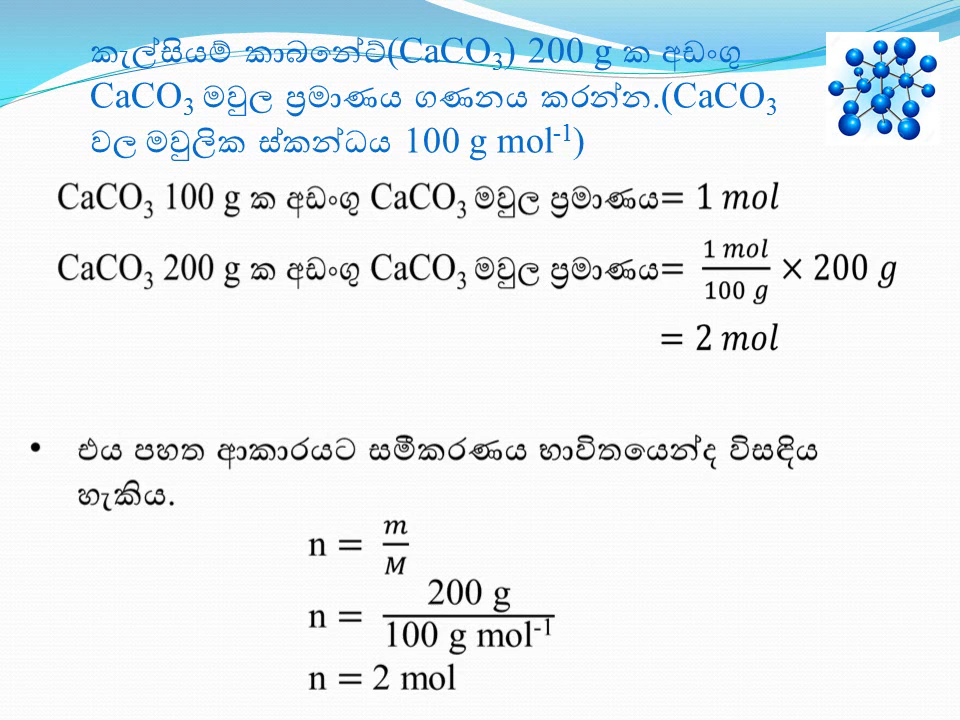 කැල්සියම් කාබනේට්(CaCO₃) 200 g ක අඩංගු
CaCO₃ මවුල ප්‍රමාණය ගණනය කරන්න.(CaCO₃
වල මවුලික ස්කන්ධය 100 g mol⁻¹)
CaCO₃ 100 g ක අඩංගු CaCO₃ මවුල ප්‍රමාණය= 1 mol
CaCO₃ 200 g ක අඩංගු CaCO₃ මවුල ප්‍රමාණය= 1 mol/100 g × 200 g
= 2 mol
• එය පහත ආකාරයට සමීකරණය භාවිතයෙන්ද විසඳිය
හැකිය.
n = m/M
n = 200 g/100 g mol⁻¹
n = 2 mol